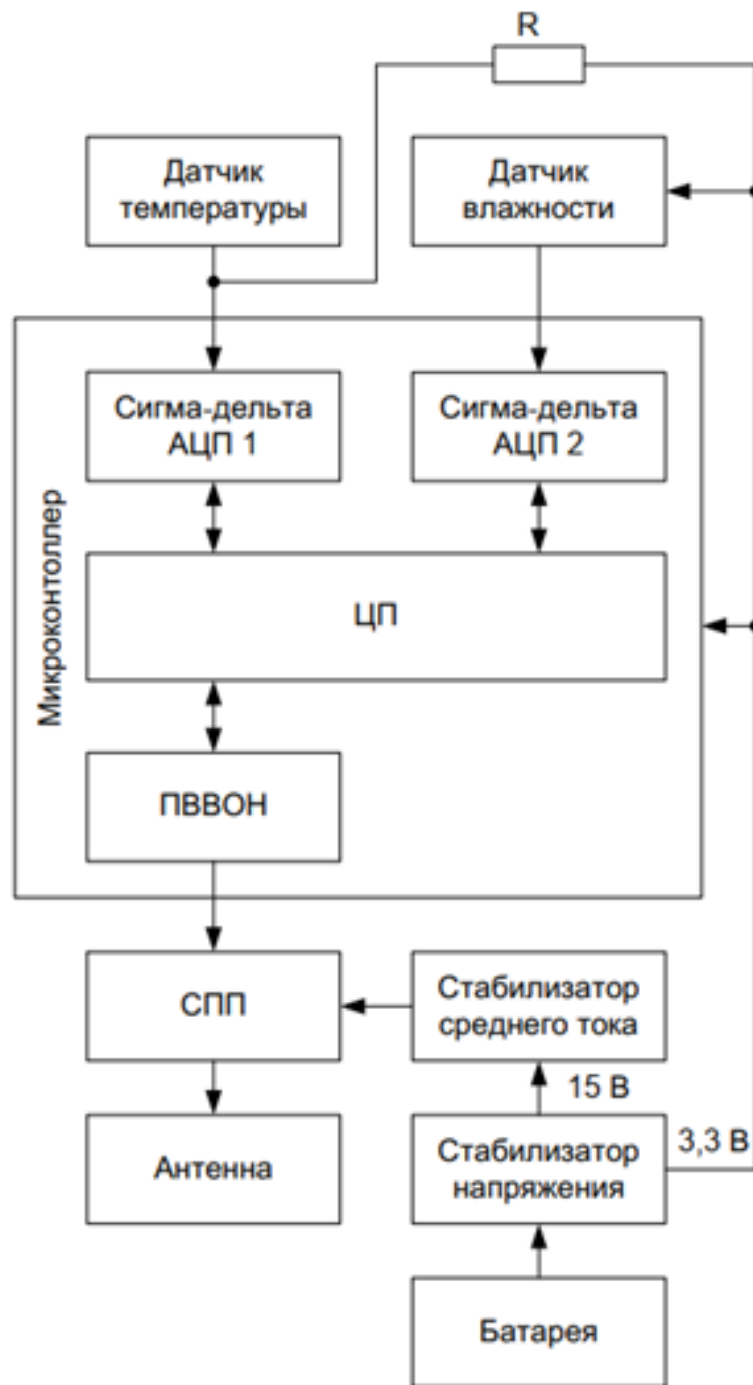 R
Датчик
температуры
Датчик
влажности
Сигма-дельта
АЦП 1
Сигма-дельта
АЦП 2
Микроконтоллер
ЦП
ПВВОН
СПП
Стабилизатор
среднего тока
15 В
Антенна
Стабилизатор
напряжения
3,3 В
Батарея